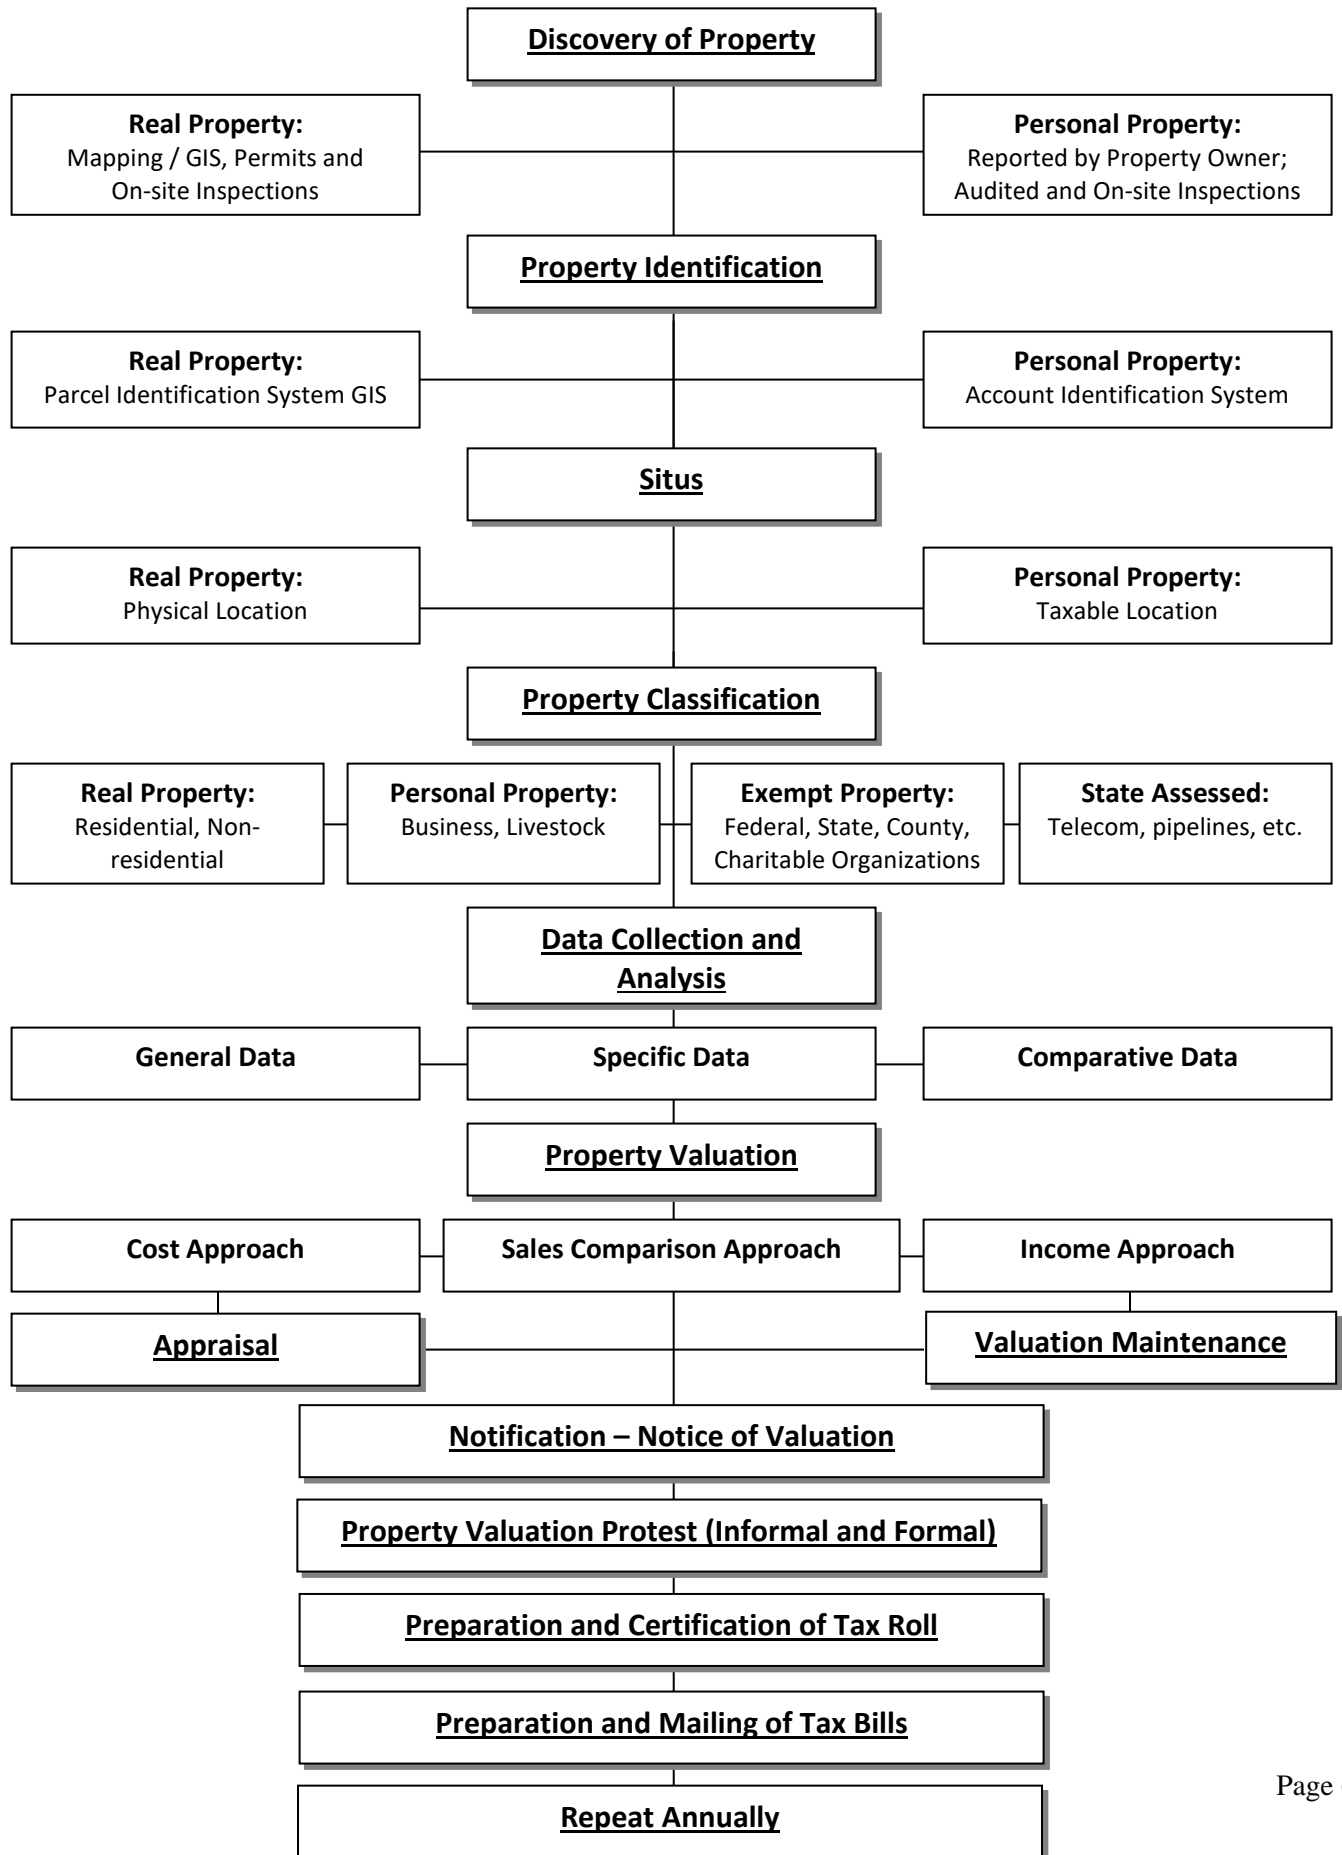 Discovery of Property
Real Property:
Mapping / GIS, Permits and
On-site Inspections
Personal Property:
Reported by Property Owner;
Audited and On-site Inspections
Property Identification
Real Property:
Parcel Identification System GIS
Personal Property:
Account Identification System
Situs
Real Property:
Physical Location
Personal Property:
Taxable Location
Property Classification
Real Property:
Residential, Non-
residential
Personal Property:
Business, Livestock
Exempt Property:
Federal, State, County,
Charitable Organizations
State Assessed:
Telecom, pipelines, etc.
Data Collection and
Analysis
General Data
Specific Data
Comparative Data
Property Valuation
Cost Approach
Sales Comparison Approach
Income Approach
Appraisal
Valuation Maintenance
Notification – Notice of Valuation
Property Valuation Protest (Informal and Formal)
Preparation and Certification of Tax Roll
Preparation and Mailing of Tax Bills
Page
Repeat Annually